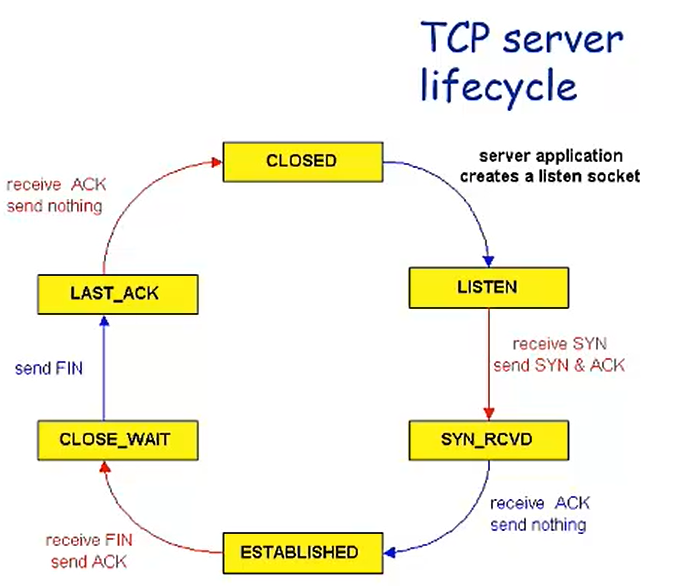 TCP server
lifecycle
CLOSED
server application
creates a listen socket
receive ACK
send nothing
LAST_ACK
LISTEN
receive SYN
send SYN & ACK
send FIN
CLOSE_WAIT
SYN_RCVD
receive ACK
send nothing
receive FIN
send ACK
ESTABLISHED